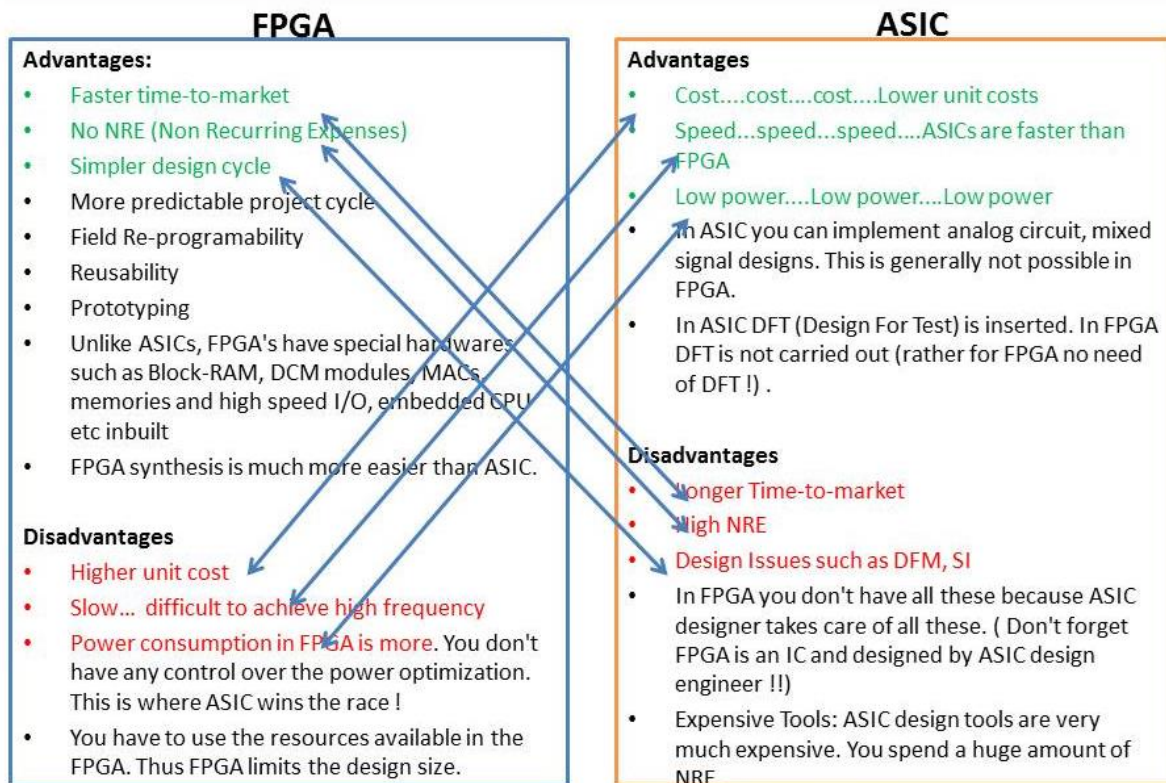 FPGA
Advantages:
• Faster time-to-market
• No NRE (Non Recurring Expenses)
• Simpler design cycle
• More predictable project cycle
• Field Re-programability
• Reusability
• Prototyping
• Unlike ASICs, FPGA's have special hardwares
such as Block-RAM, DCM modules, MACs,
memories and high speed I/O, embedded CPU
etc inbuilt
• FPGA synthesis is much more easier than ASIC.
Disadvantages
• Higher unit cost
• Slow... difficult to achieve high frequency
• Power consumption in FPGA is more. You don't
have any control over the power optimization.
This is where ASIC wins the race !
• You have to use the resources available in the
FPGA. Thus FPGA limits the design size.
ASIC
Advantages
• Cost....cost....cost....Lower unit costs
• Speed...speed...speed....ASICs are faster than
FPGA
• Low power....Low power....Low power
• In ASIC you can implement analog circuit, mixed
signal designs. This is generally not possible in
FPGA.
• In ASIC DFT (Design For Test) is inserted. In FPGA
DFT is not carried out (rather for FPGA no need
of DFT !) .
Disadvantages
• Longer Time-to-market
• High NRE
• Design Issues such as DFM, SI
• In FPGA you don't have all these because ASIC
designer takes care of all these. ( Don't forget
FPGA is an IC and designed by ASIC design
engineer !!)
• Expensive Tools: ASIC design tools are very
much expensive. You spend a huge amount of
NRE